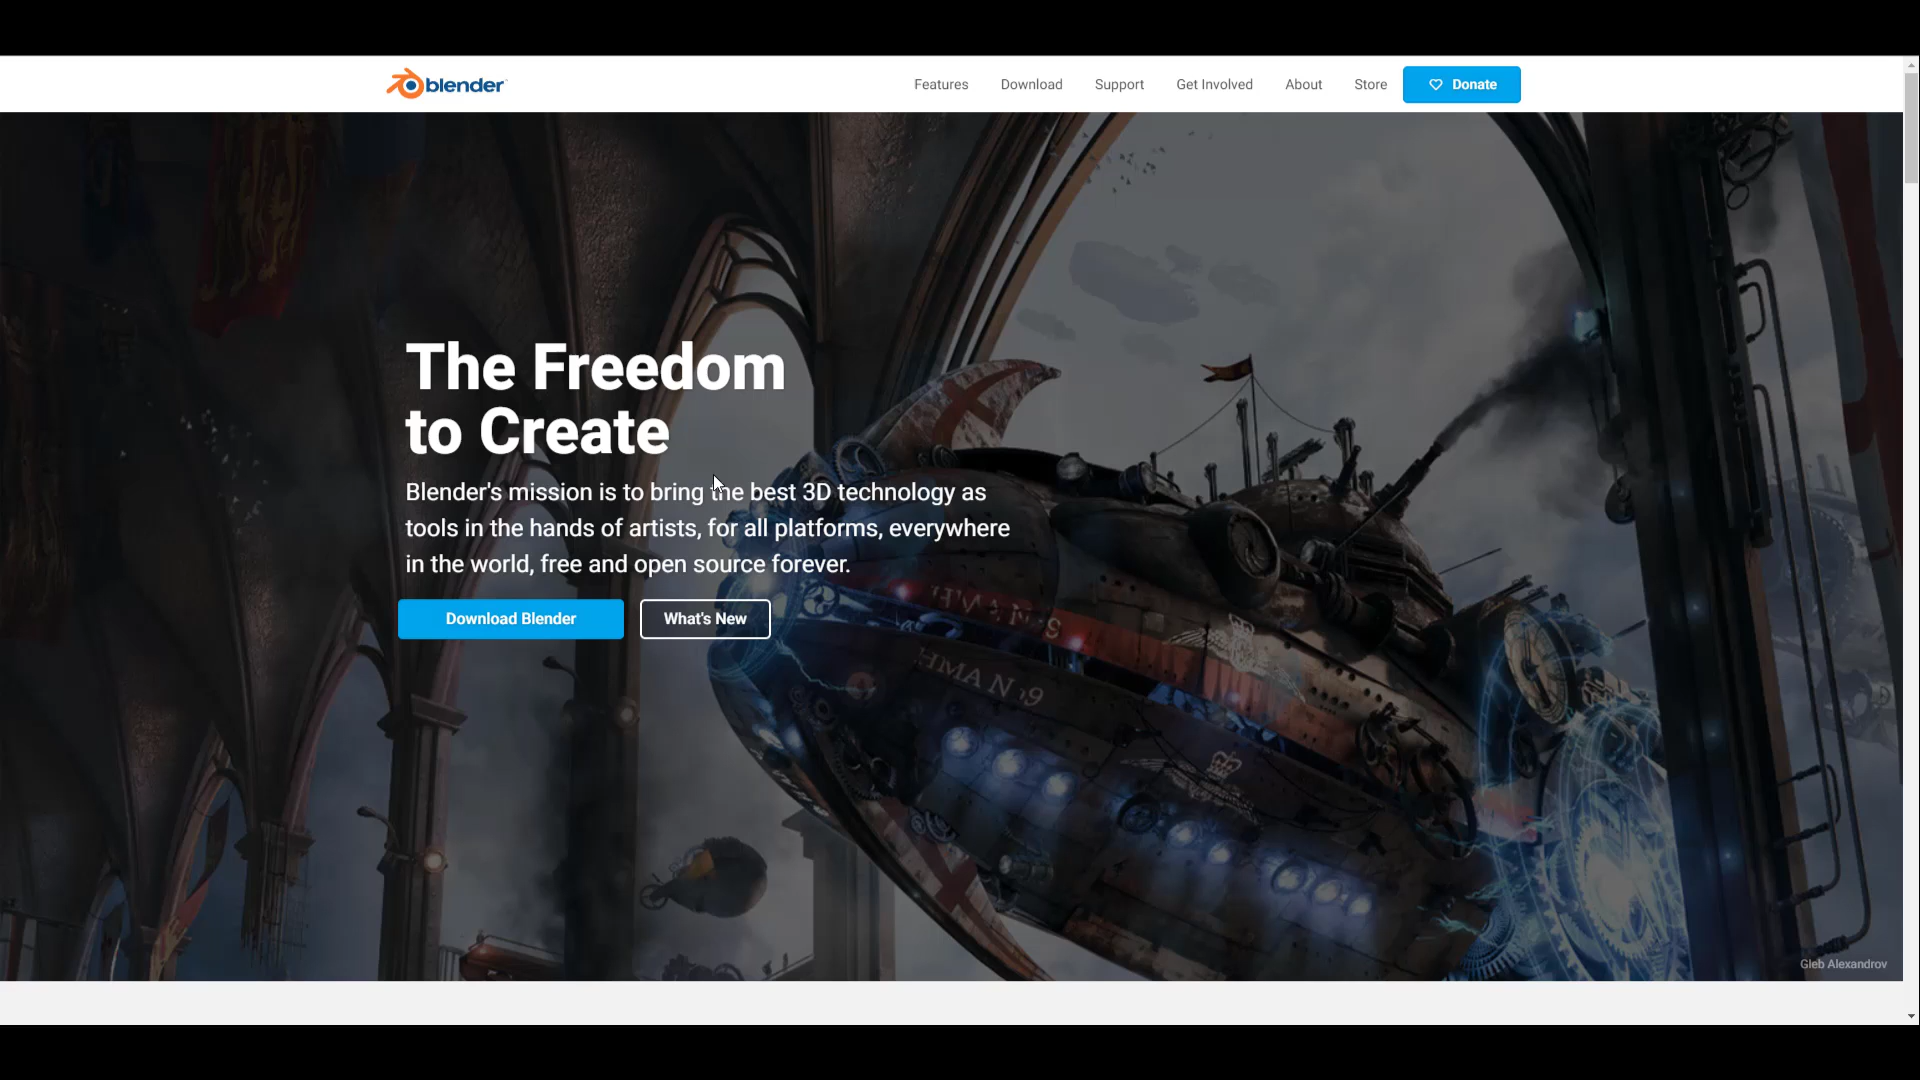 blender
Features Download Support Get Involved About Store Donate
The Freedom
to Create
Blender's mission is to bring the best 3D technology as
tools in the hands of artists, for all platforms, everywhere
in the world, free and open source forever.
Download Blender What's New
HMA N
Gleb Alexandrov